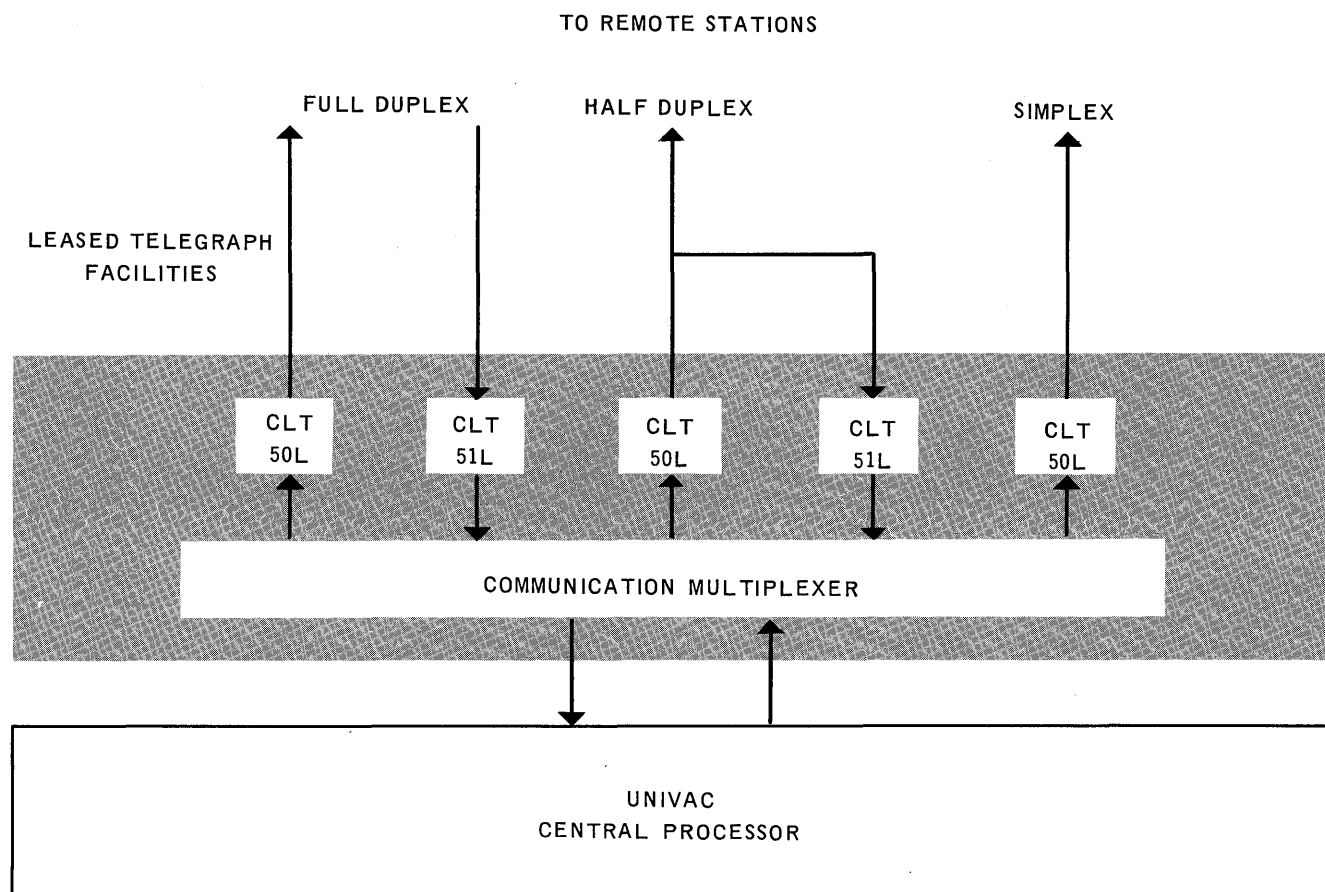 TO REMOTE STATIONS
FULL DUPLEX
HALF DUPLEX
SIMPLEX
LEASED TELEGRAPH
FACILITIES
CLT
50L
CLT
51L
CLT
50L
CLT
51L
CLT
50L
COMMUNICATION MULTIPLEXER
UNIVAC
CENTRAL PROCESSOR